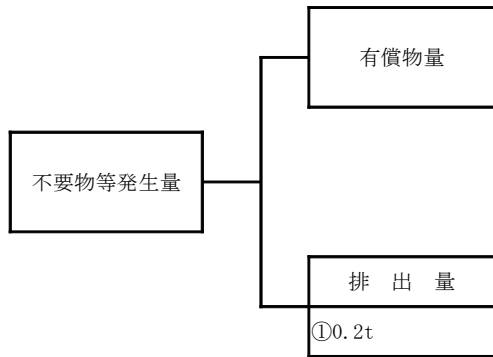 有償物量
不要物等発生量
排　出　量
①0.2t